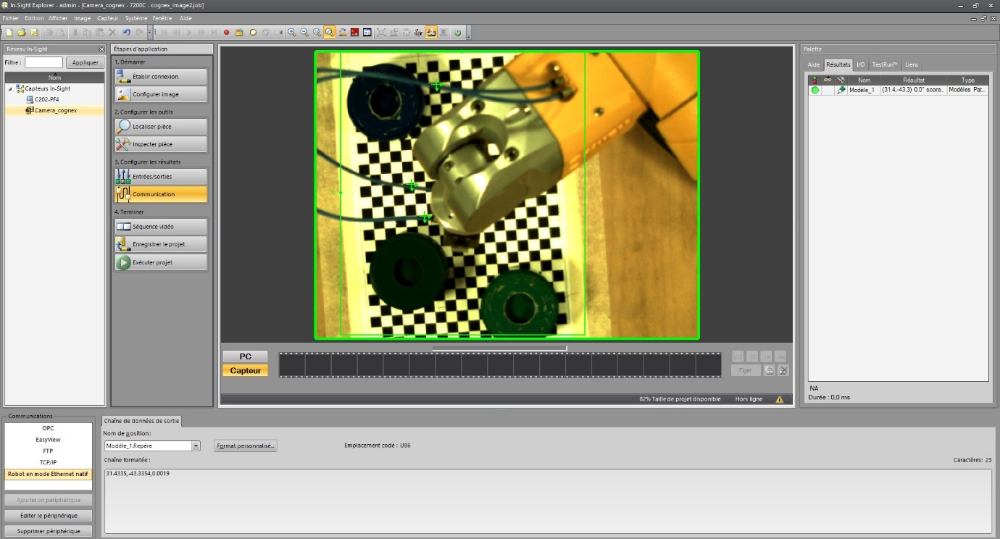 In-Sight Explorer - admin - [Camera_cognex - 7200C - cognex_image2.job]
Fichier Edition Afficher Image Capteur Système Fenêtre Aide
Réseau In-Sight
Filtre : Appliquer
Nom
Capteurs In-Sight
C202-PF4
Camera_cognex
Étapes d'application
1. Démarrer
Établir connexion
Configurer image
2. Configurer les outils
Localiser pièce
Inspecter pièce
3. Configurer les résultats
Entrées/sorties
Communication
4. Terminer
Séquence vidéo
Enregistrer le projet
Exécuter projet
PC
Capteur
Figer
82% Taille de projet disponible Hors ligne
Palette
Aide Résultats I/O TestRun™ Liens
Nom Résultat Type
Modèle_1 (31.4,-43.3) 0.0° score... Modèles Pat...
NA
Durée : 0,0 ms
Communications
OPC
EasyView
FTP
TCP/IP
Robot en mode Ethernet natif
Ajouter un périphérique
Éditer le périphérique
Supprimer périphérique
Chaîne de données de sortie
Nom de position :
Modèle_1.Repère Format personnalisé... Emplacement codé : U86
Chaîne formatée : Caractères: 23
31.4335,-43.3354,0.0019